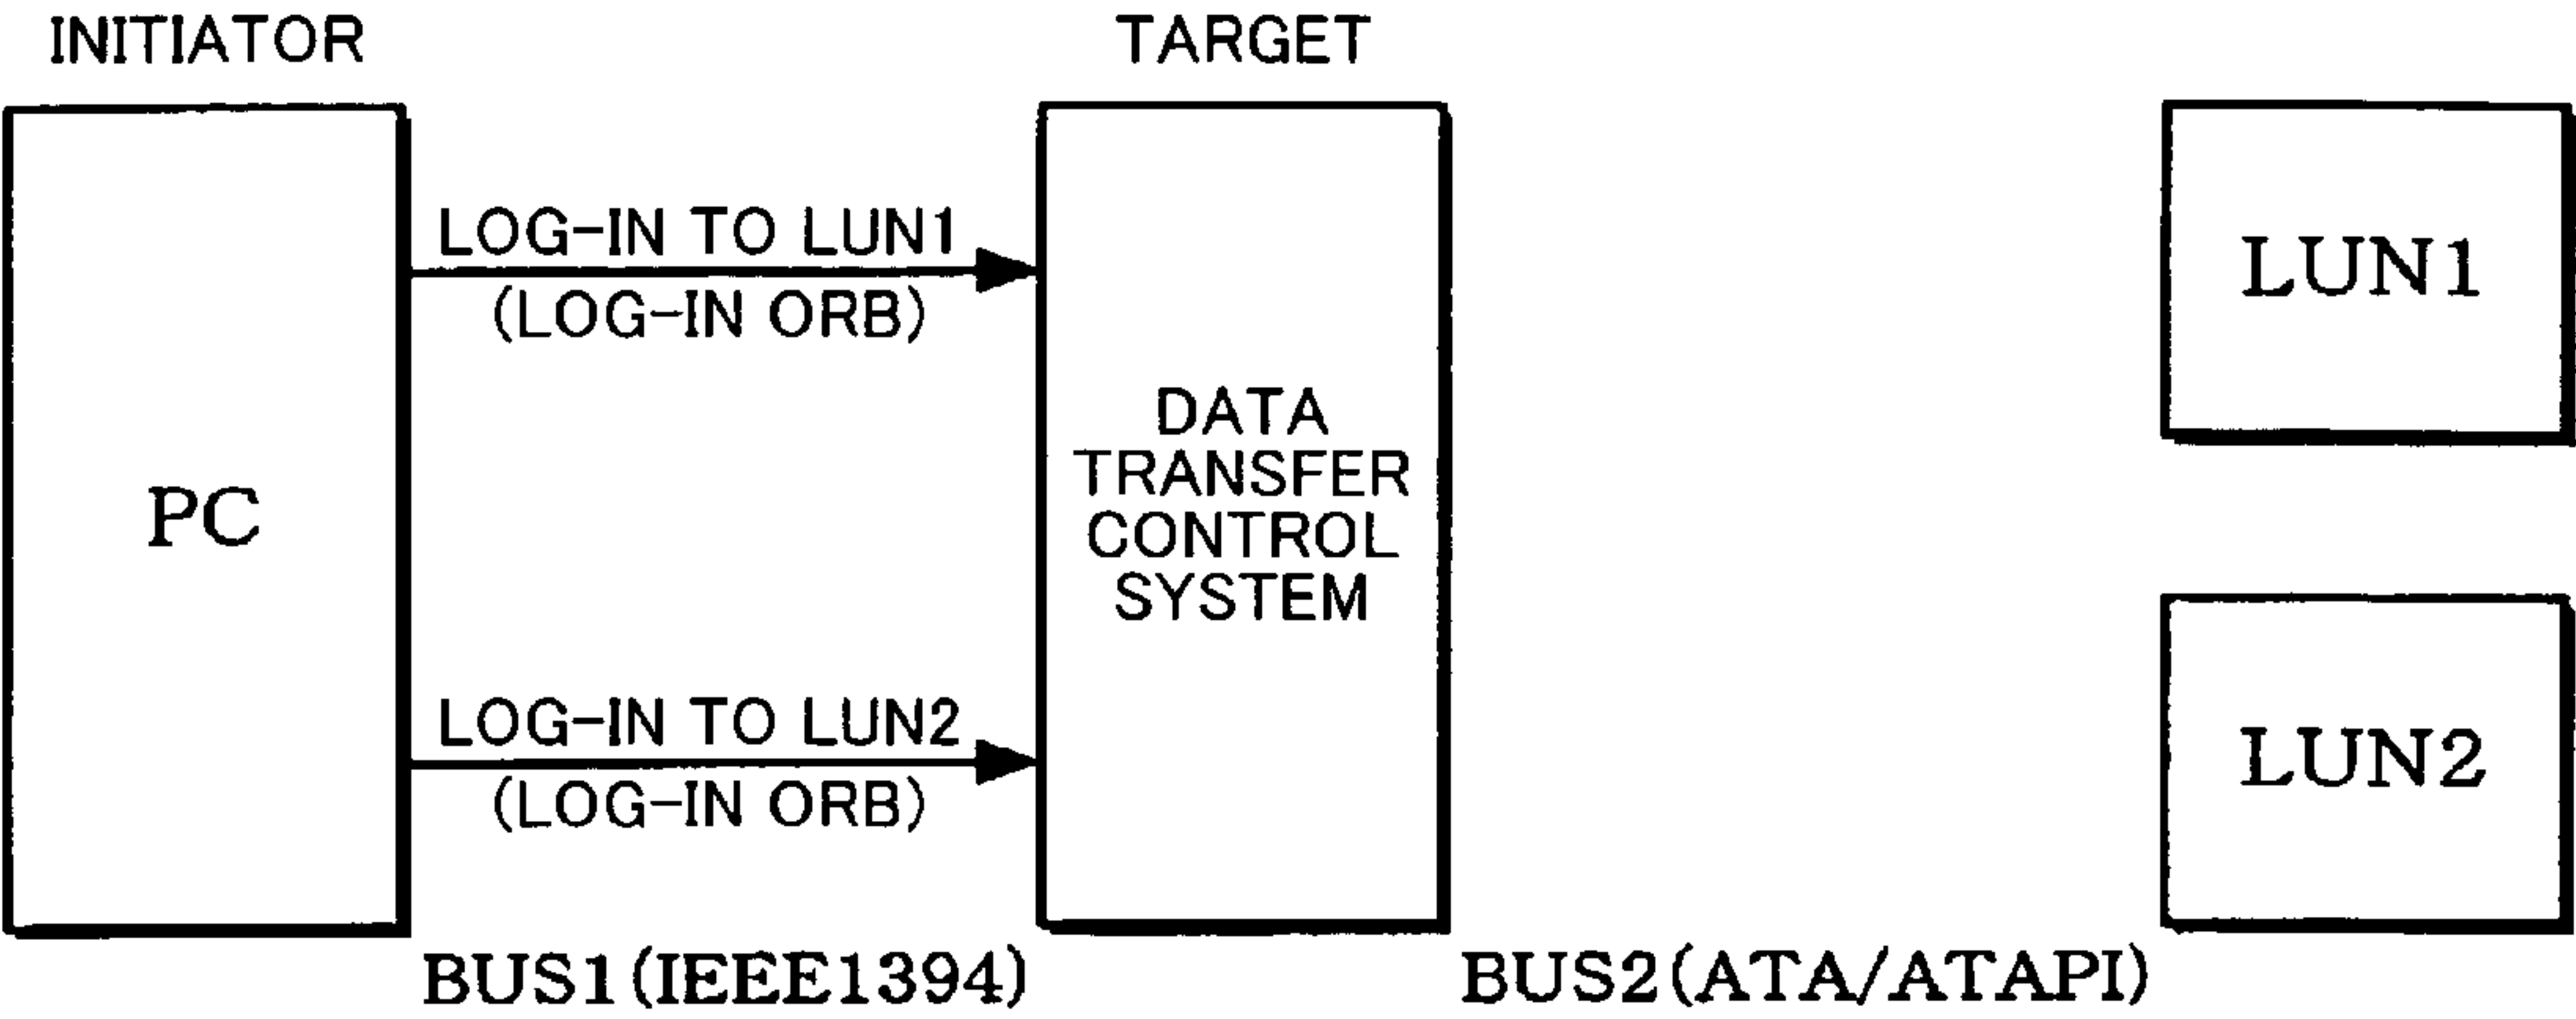 INITIATOR
TARGET
LOG-IN TO LUN1
(LOG-IN ORB)
LUN1
PC
DATA
TRANSFER
CONTROL
SYSTEM
LOG-IN TO LUN2
(LOG-IN ORB)
LUN2
BUS1(IEEE1394)
BUS2(ATA/ATAPI)